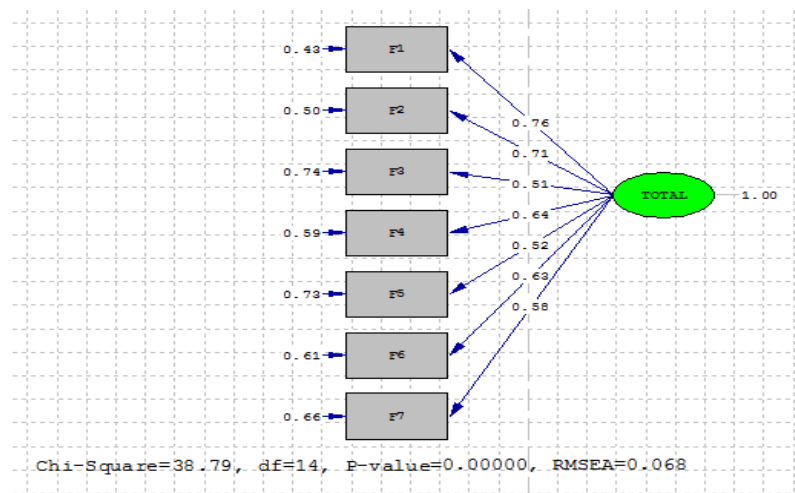 0.43 F1
0.76
0.50 F2
0.71
0.74 F3
0.51
TOTAL 1.00
0.64
0.59 F4
0.52
0.63
0.73 F5
0.58
0.61 F6
0.66 F7
Chi-Square=38.79, df=14, P-value=0.00000, RMSEA=0.068